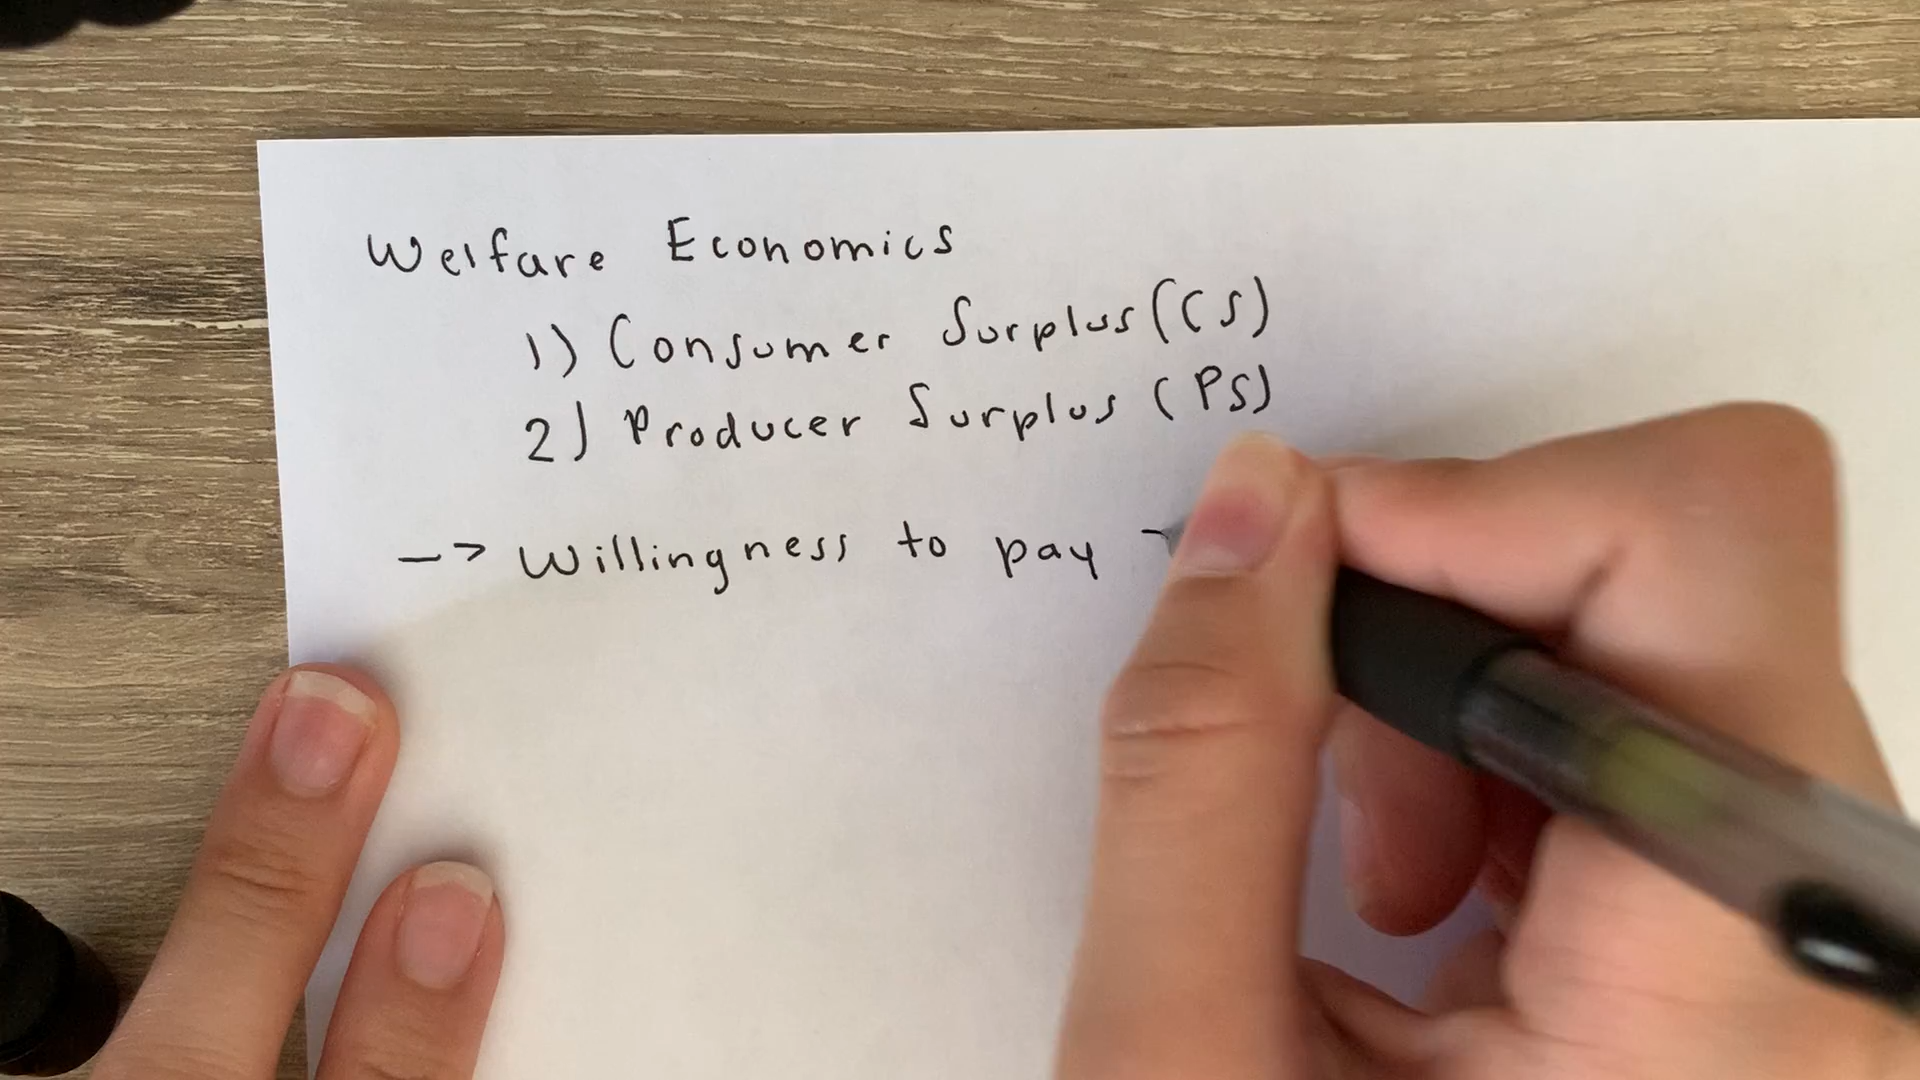 Welfare Economics
1) Consumer Surplus (CS)
2) Producer Surplus (PS)
-> Willingness to pay -